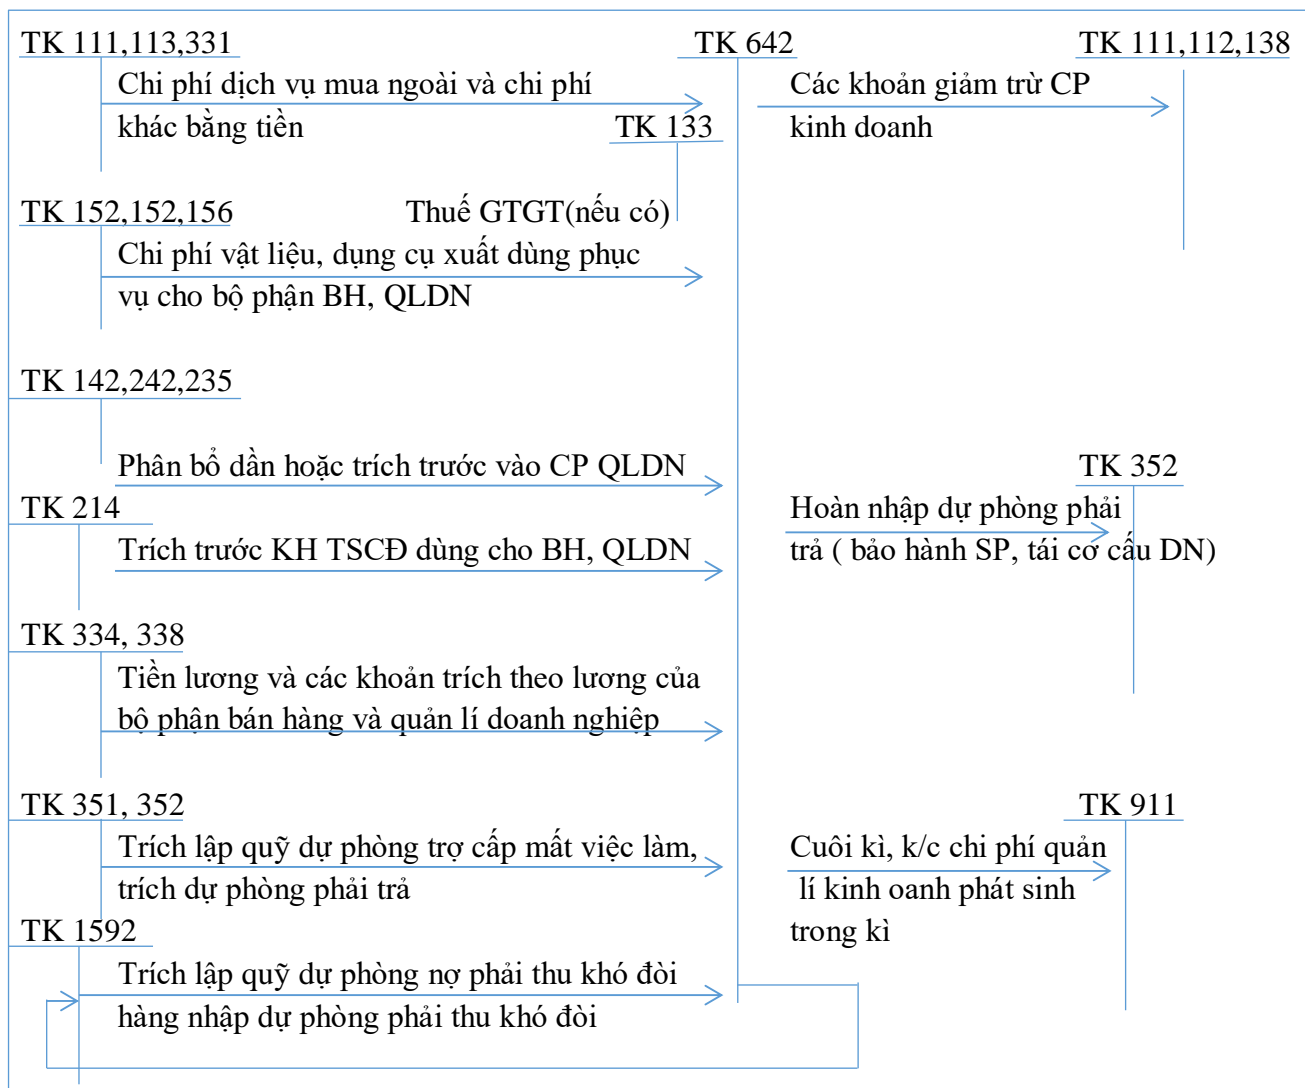 TK 111,113,331
TK 642
TK 111,112,138
Chi phí dịch vụ mua ngoài và chi phí
khác bằng tiền
Các khoản giảm trừ CP
kinh doanh
TK 133
TK 152,152,156
Thuế GTGT(nếu có)
Chi phí vật liệu, dụng cụ xuất dùng phục
vụ cho bộ phận BH, QLDN
TK 142,242,235
Phân bổ dần hoặc trích trước vào CP QLDN
TK 352
TK 214
Hoàn nhập dự phòng phải
trả ( bảo hành SP, tái cơ cấu DN)
Trích trước KH TSCĐ dùng cho BH, QLDN
TK 334, 338
Tiền lương và các khoản trích theo lương của
bộ phận bán hàng và quản lí doanh nghiệp
TK 351, 352
TK 911
Trích lập quỹ dự phòng trợ cấp mất việc làm,
trích dự phòng phải trả
Cuôi kì, k/c chi phí quản
lí kinh oanh phát sinh
trong kì
TK 1592
Trích lập quỹ dự phòng nợ phải thu khó đòi
hàng nhập dự phòng phải thu khó đòi